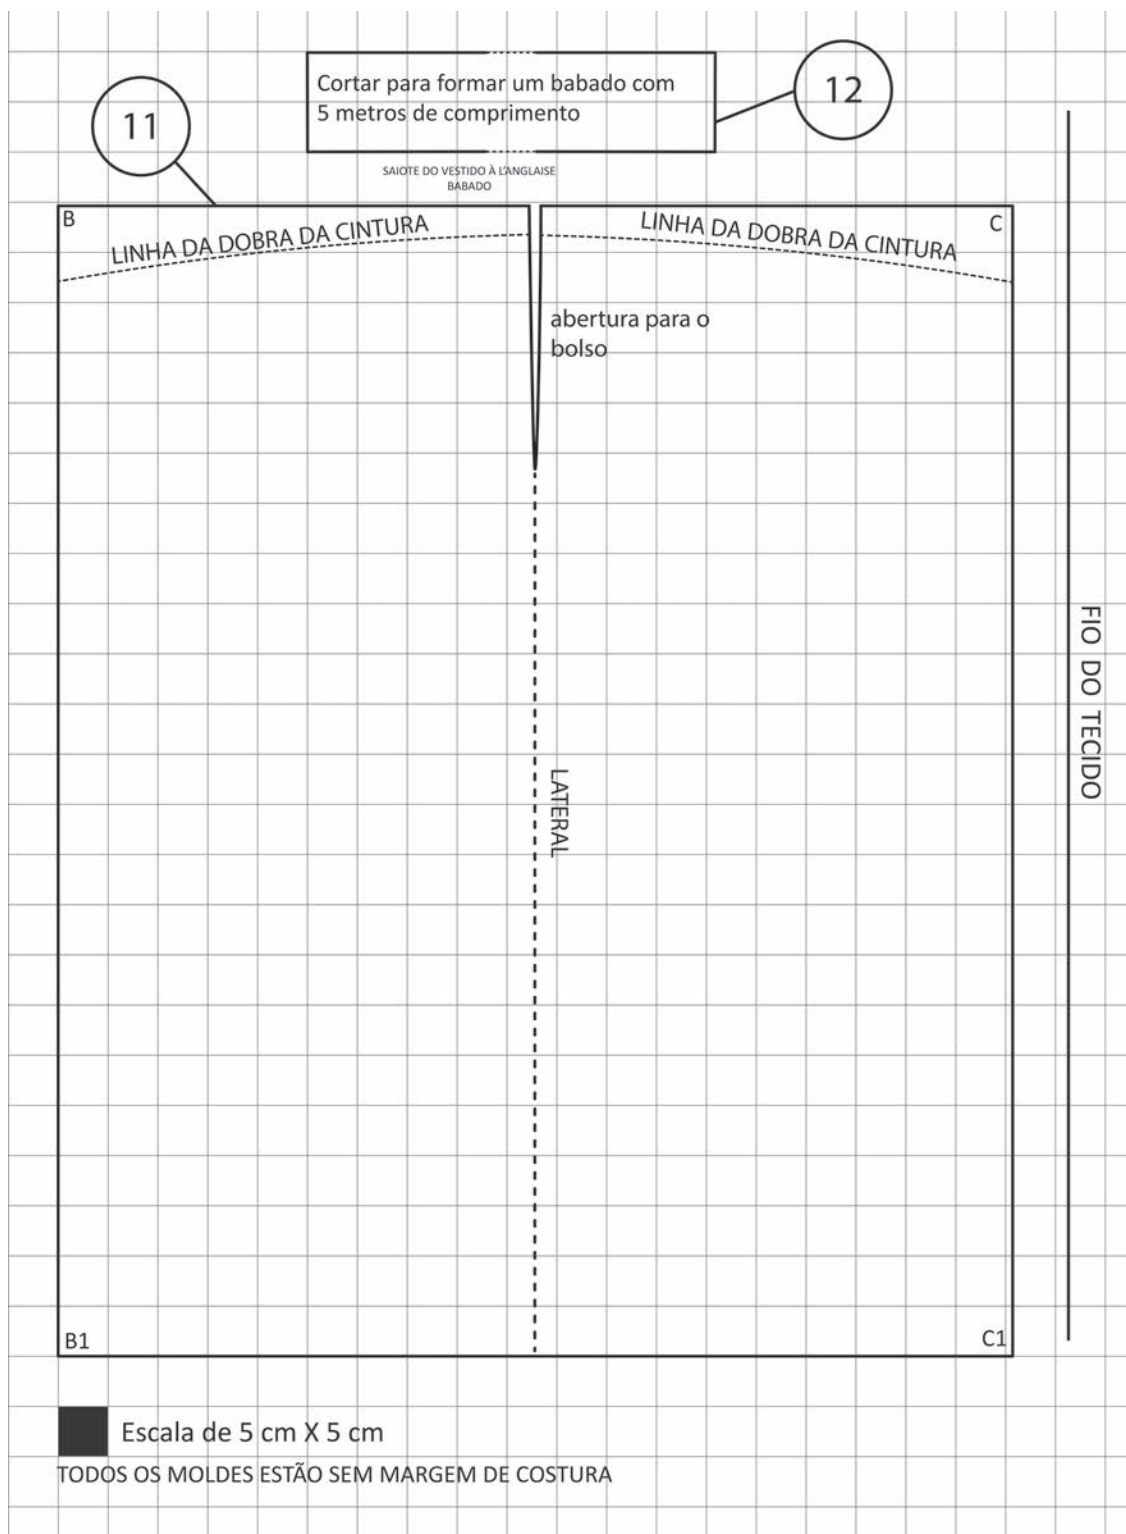 Cortar para formar um babado com
5 metros de comprimento
12
11
SAIOTE DO VESTIDO À L'ANGLAISE
BABADO
B
C
LINHA DA DOBRA DA CINTURA
LINHA DA DOBRA DA CINTURA
abertura para o
bolso
FIO DO TECIDO
LATERAL
B1
C1
Escala de 5 cm X 5 cm
TODOS OS MOLDES ESTÃO SEM MARGEM DE COSTURA